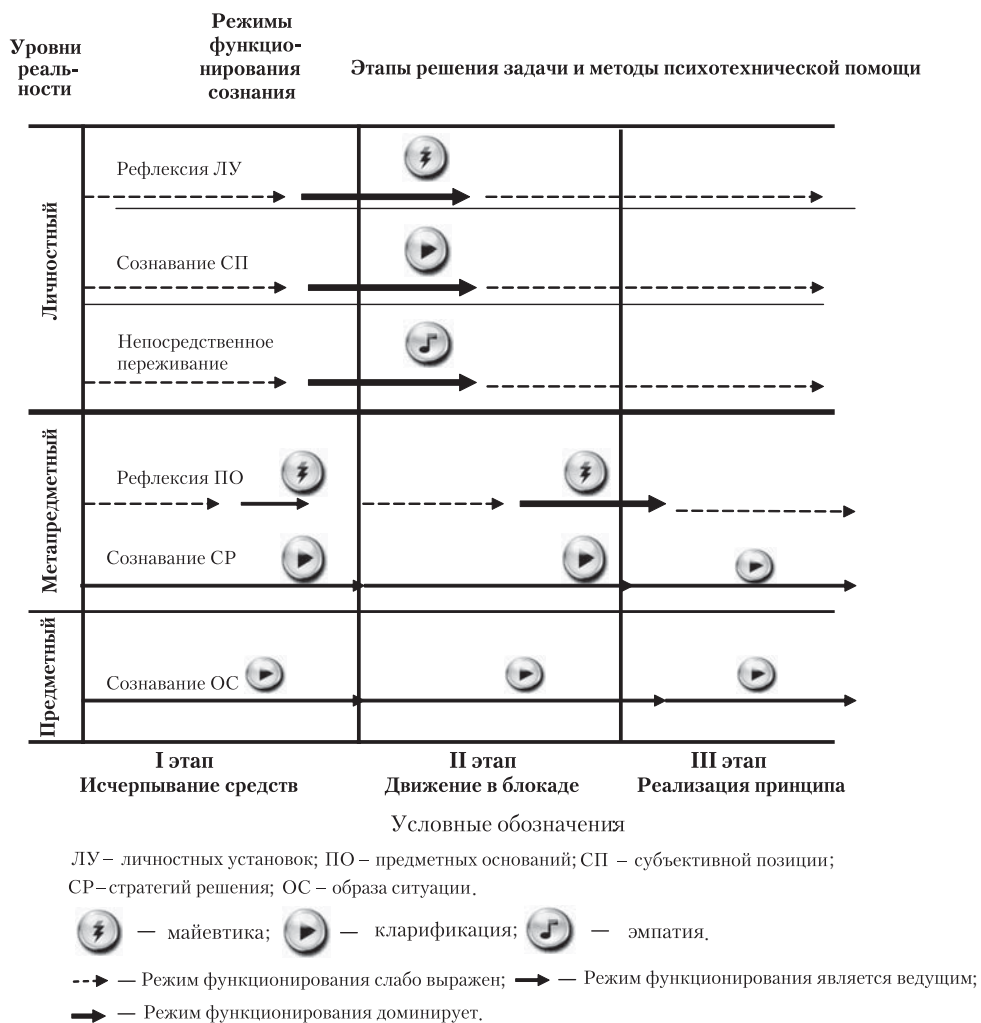 Уровни
реаль-
ности
Режимы
функцио-
нирования
сознания
Этапы решения задачи и методы психотехнической помощи
Личностный
Рефлексия ЛУ
Сознавание СП
Непосредственное
переживание
Метапредметный
Рефлексия ПО
Сознавание СР
Предметный
Сознавание ОС
I этап
Исчерпывание средств
II этап
Движение в блокаде
III этап
Реализация принципа
Условные обозначения
ЛУ – личностных установок; ПО – предметных оснований; СП – субъективной позиции;
СР – стратегий решения; ОС – образа ситуации.
— майевтика; — кларификация; — эмпатия.
— Режим функционирования слабо выражен; — Режим функционирования является ведущим;
— Режим функционирования доминирует.